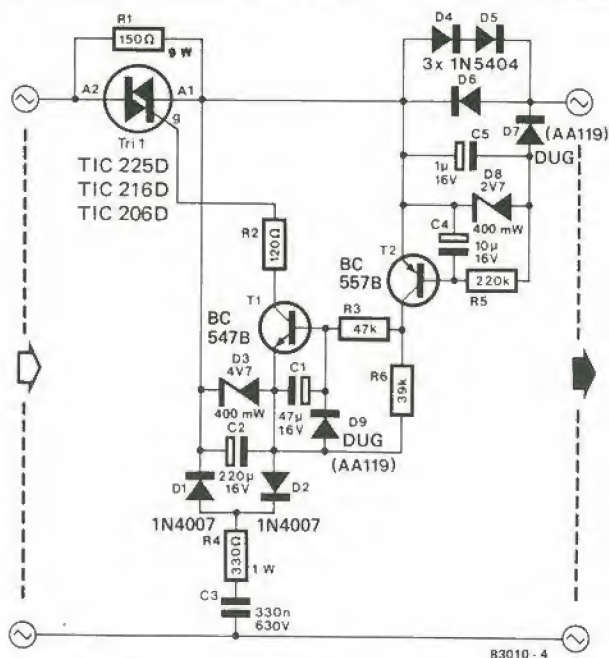 R1
150Ω
9 W
A2
A1
g
Tri 1
TIC 225D
TIC 216D
TIC 206D
D4
D5
3x 1N5404
D6
D7
(AA119)
DUG
C5
1µ
16V
D8
2V7
400 mW
C4
10µ
16V
T2
BC
557B
220k
R5
R2
120Ω
T1
BC
547B
R3
47k
R6
39k
D3
4V7
400 mW
C1
47µ
16V
D9
DUG
(AA119)
C2
220µ
16V
D1
D2
1N4007
1N4007
R4
330Ω
1 W
C3
330n
630V
83010 - 4